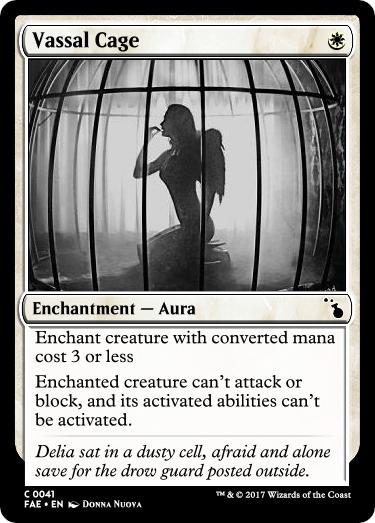 Vassal Cage
Enchantment — Aura
Enchant creature with converted mana
cost 3 or less
Enchanted creature can't attack or
block, and its activated abilities can't
be activated.
Delia sat in a dusty cell, afraid and alone
save for the drow guard posted outside.
C 0041
FAE • EN Donna Nuova
™ & © 2017 Wizards of the Coast